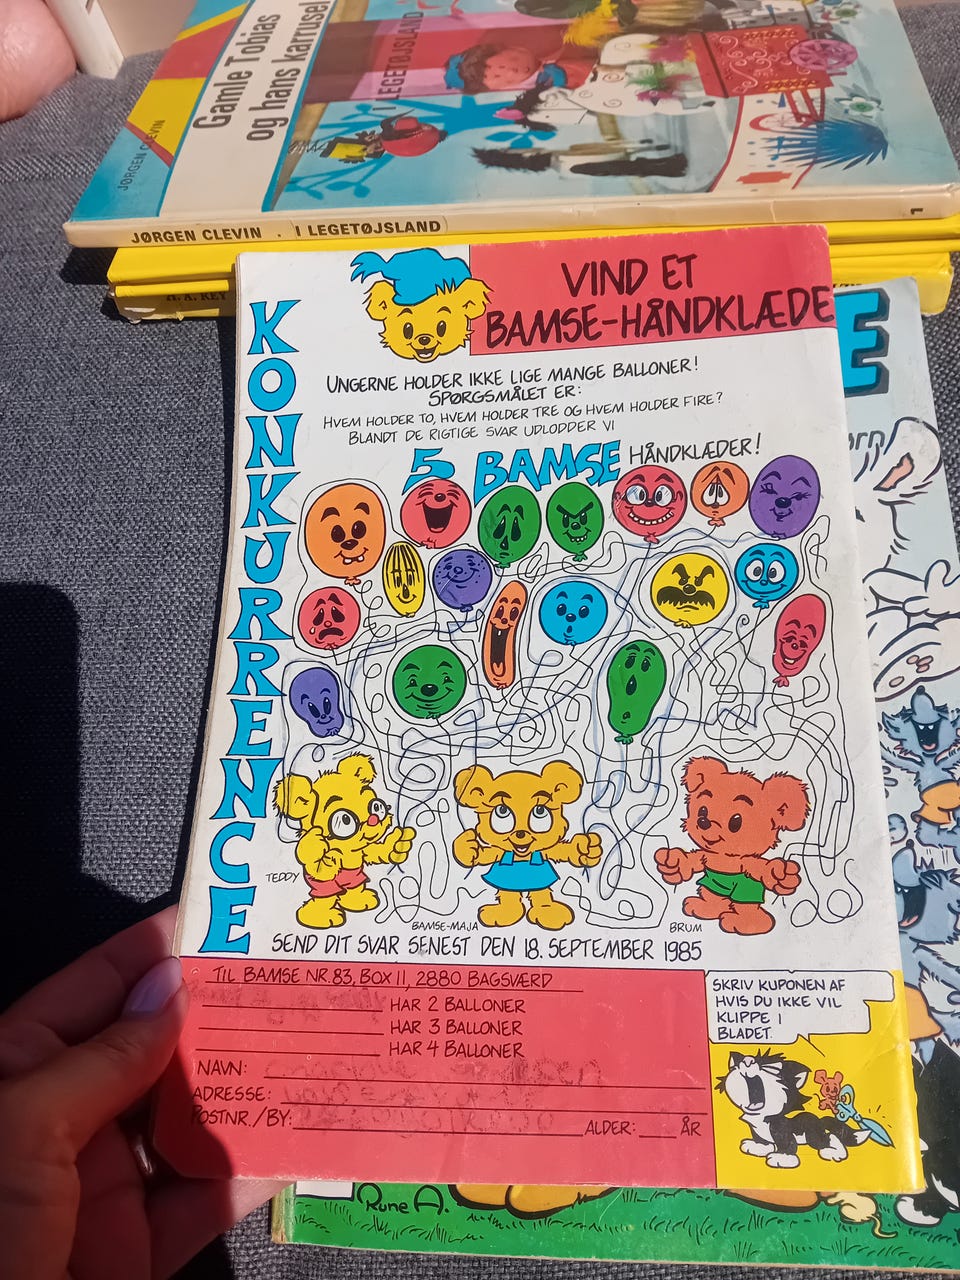 JØRGEN CLEVIN
Gamle Tobias
og hans karrusel
I LEGETØJSLAND
JØRGEN CLEVIN · I LEGETØJSLAND
1
H. A. REY
E
KONKURRENCE
VIND ET
BAMSE-HÅNDKLÆDE
UNGERNE HOLDER IKKE LIGE MANGE BALLONER!
SPØRGSMÅLET ER:
HVEM HOLDER TO, HVEM HOLDER TRE OG HVEM HOLDER FIRE?
BLANDT DE RIGTIGE SVAR UDLODDER VI
5 BAMSE HÅNDKLÆDER!
TEDDY
BAMSE-MAJA
BRUM
SEND DIT SVAR SENEST DEN 18. SEPTEMBER 1985
TIL BAMSE NR. 83, BOX 11, 2880 BAGSVÆRD
HAR 2 BALLONER
HAR 3 BALLONER
HAR 4 BALLONER
NAVN:
ADRESSE:
POSTNR./BY: ALDER: ÅR
SKRIV KUPONEN AF
HVIS DU IKKE VIL
KLIPPE I
BLADET.
Rune A.